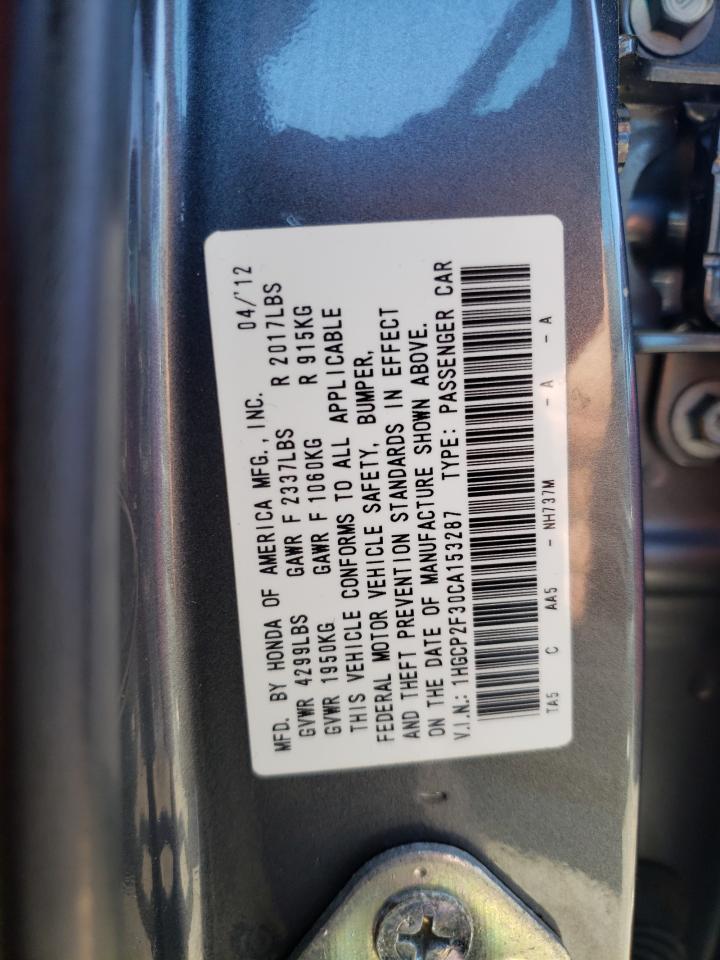 MFD. BY HONDA OF AMERICA MFG., INC. 04/'12
GVWR 4299LBS GAWR F 2337LBS R 2017LBS
GVWR 1950KG GAWR F 1060KG R 915KG
THIS VEHICLE CONFORMS TO ALL APPLICABLE
FEDERAL MOTOR VEHICLE SAFETY, BUMPER,
AND THEFT PREVENTION STANDARDS IN EFFECT
ON THE DATE OF MANUFACTURE SHOWN ABOVE.
V.I.N.: 1HGCP2F30CA153287 TYPE: PASSENGER CAR
TA5 C AA5 - NH737M - A - A